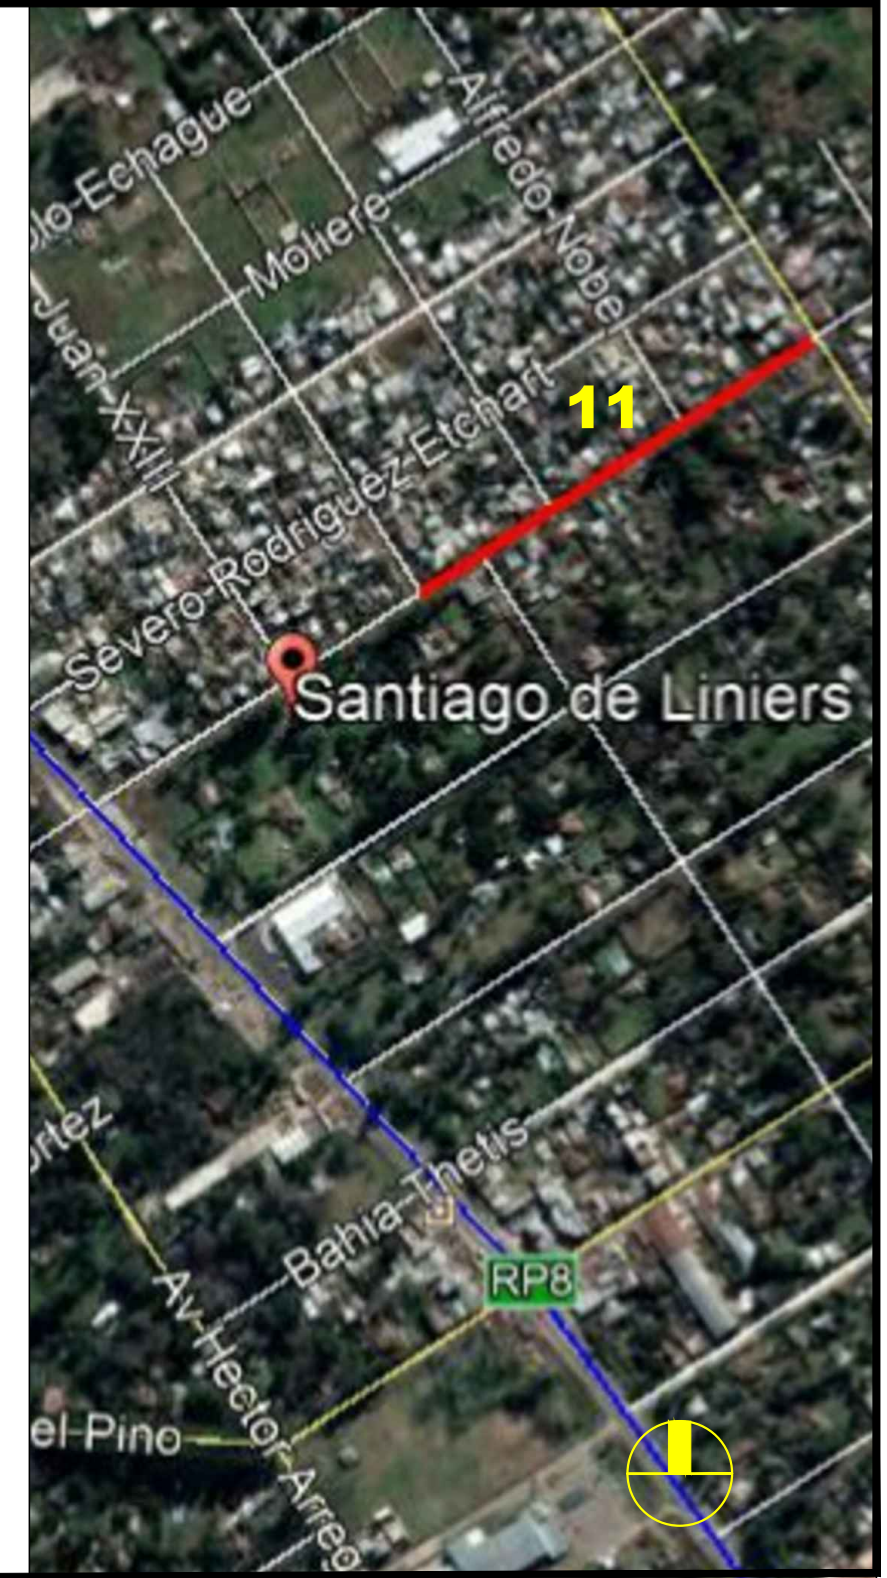 olo-Echague
Alfredo-Nobe
Moliere
Juan-XXIII
11
Severo-Rodriguez-Etchart
Santiago de Liniers
ortez
Bahia-Thetis
RP8
Av-Hector-Arreg
el-Pino